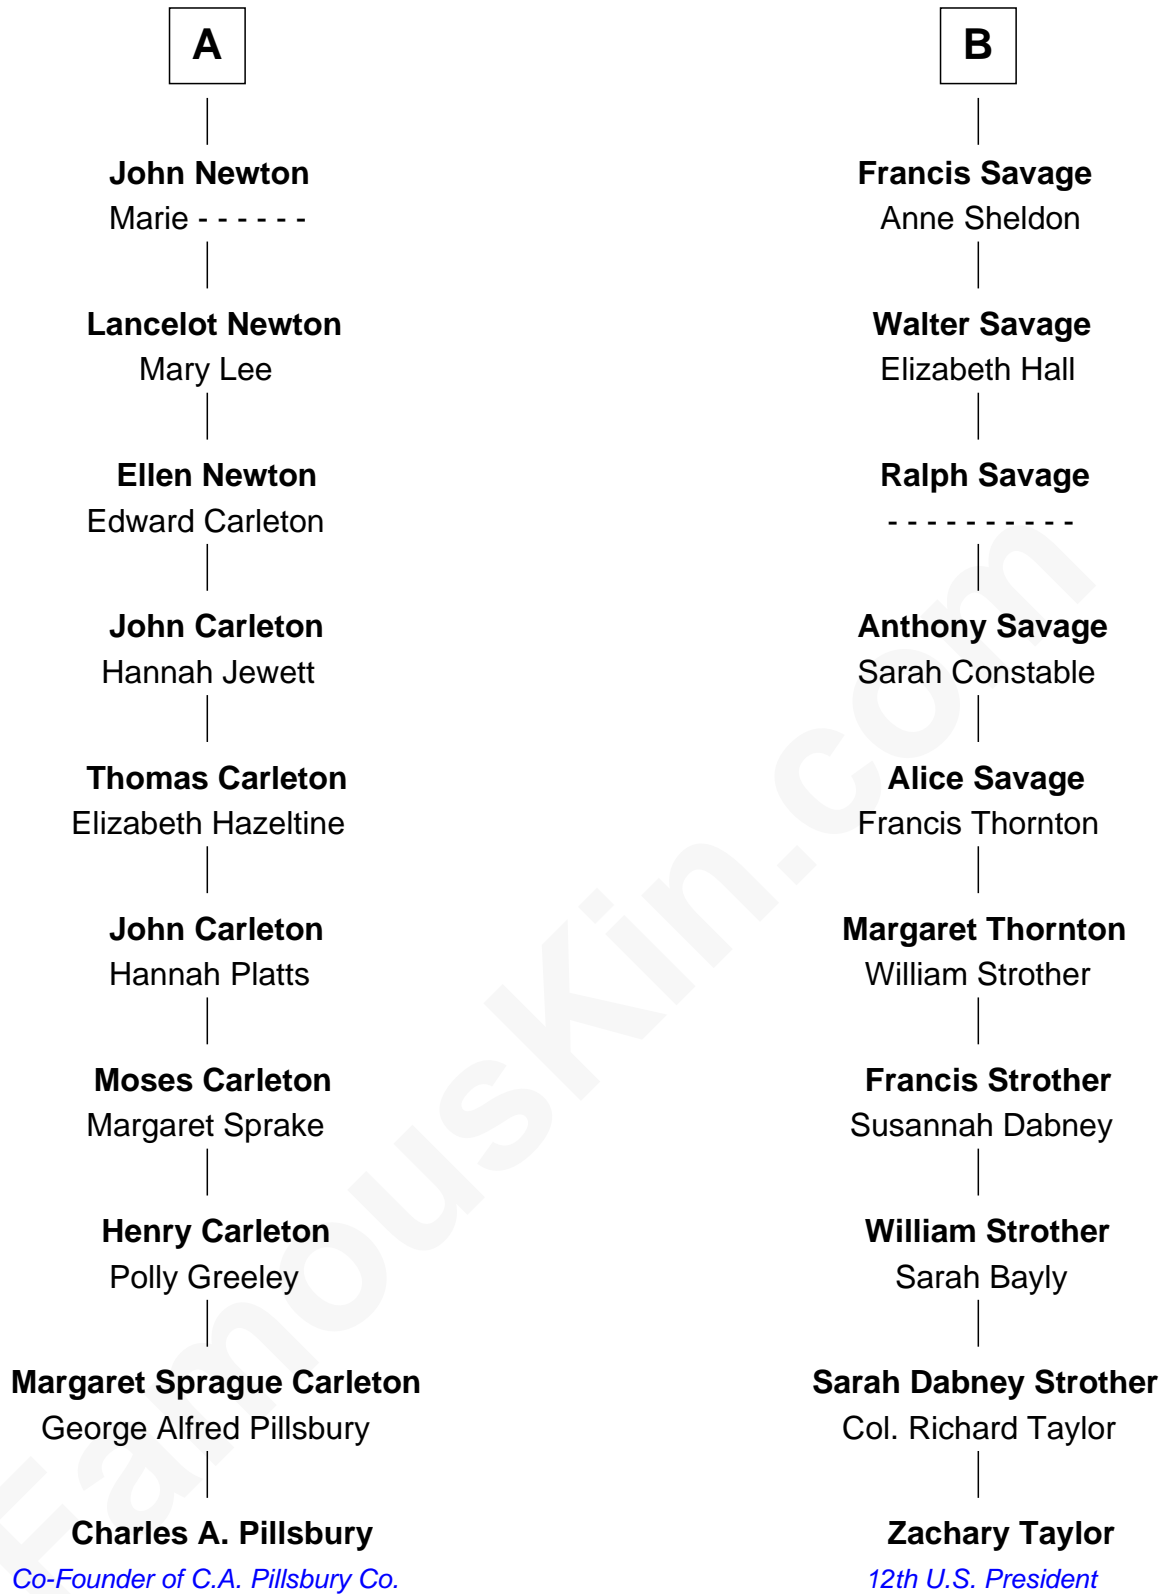 A
John Newton
Marie - - - - - -
Lancelot Newton
Mary Lee
Ellen Newton
Edward Carleton
John Carleton
Hannah Jewett
Thomas Carleton
Elizabeth Hazeltine
John Carleton
Hannah Platts
Moses Carleton
Margaret Sprake
Henry Carleton
Polly Greeley
Margaret Sprague Carleton
George Alfred Pillsbury
Charles A. Pillsbury
Co-Founder of C.A. Pillsbury Co.
B
Francis Savage
Anne Sheldon
Walter Savage
Elizabeth Hall
Ralph Savage
- - - - - - - - - -
Anthony Savage
Sarah Constable
Alice Savage
Francis Thornton
Margaret Thornton
William Strother
Francis Strother
Susannah Dabney
William Strother
Sarah Bayly
Sarah Dabney Strother
Col. Richard Taylor
Zachary Taylor
12th U.S. President
FamousKin.com